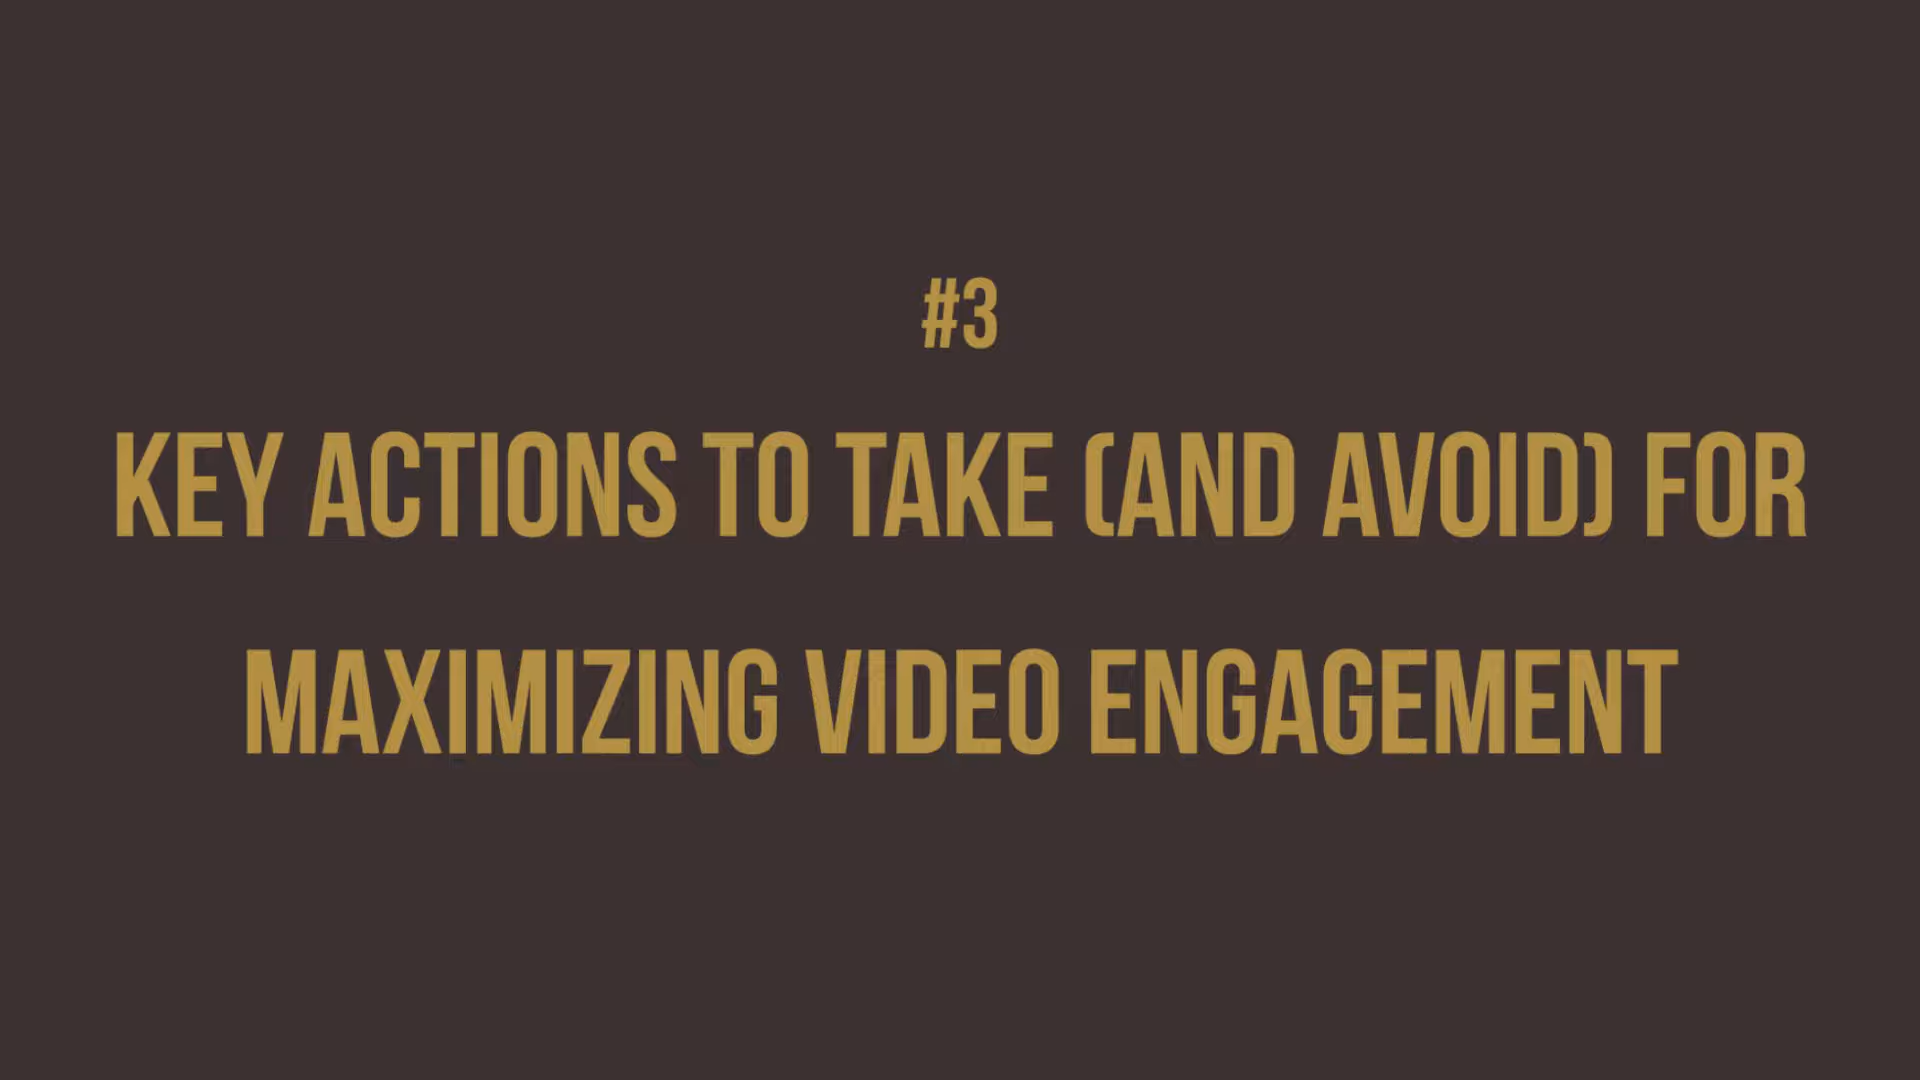 #3
KEY ACTIONS TO TAKE (AND AVOID) FOR
MAXIMIZING VIDEO ENGAGEMENT